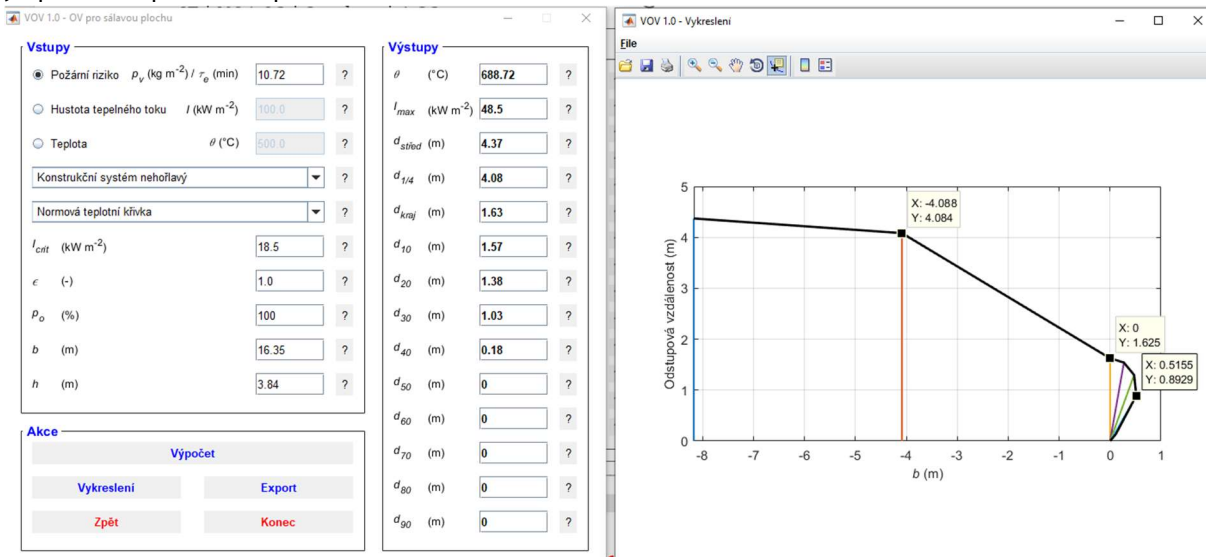 VOV 1.0 - OV pro sálavou plochu
Vstupy
Požární riziko p_v (kg m^-2) / τ_e (min) 10.72 ?
Hustota tepelného toku I (kW m^-2) 100.0 ?
Teplota θ (°C) 500.0 ?
Konstrukční systém nehořlavý ?
Normová teplotní křivka ?
I_crit (kW m^-2) 18.5 ?
ϵ (-) 1.0 ?
p_o (%) 100 ?
b (m) 16.35 ?
h (m) 3.84 ?
Akce
Výpočet
Vykreslení Export
Zpět Konec
Výstupy
θ (°C) 688.72 ?
I_max (kW m^-2) 48.5 ?
d_střed (m) 4.37 ?
d_1/4 (m) 4.08 ?
d_kraj (m) 1.63 ?
d_10 (m) 1.57 ?
d_20 (m) 1.38 ?
d_30 (m) 1.03 ?
d_40 (m) 0.18 ?
d_50 (m) 0 ?
d_60 (m) 0 ?
d_70 (m) 0 ?
d_80 (m) 0 ?
d_90 (m) 0 ?
VOV 1.0 - Vykreslení
File
X: -4.088
Y: 4.084
X: 0
Y: 1.625
X: 0.5155
Y: 0.8929
Odstupová vzdálenost (m)
5
4
3
2
1
0
-8 -7 -6 -5 -4 -3 -2 -1 0 1
b (m)